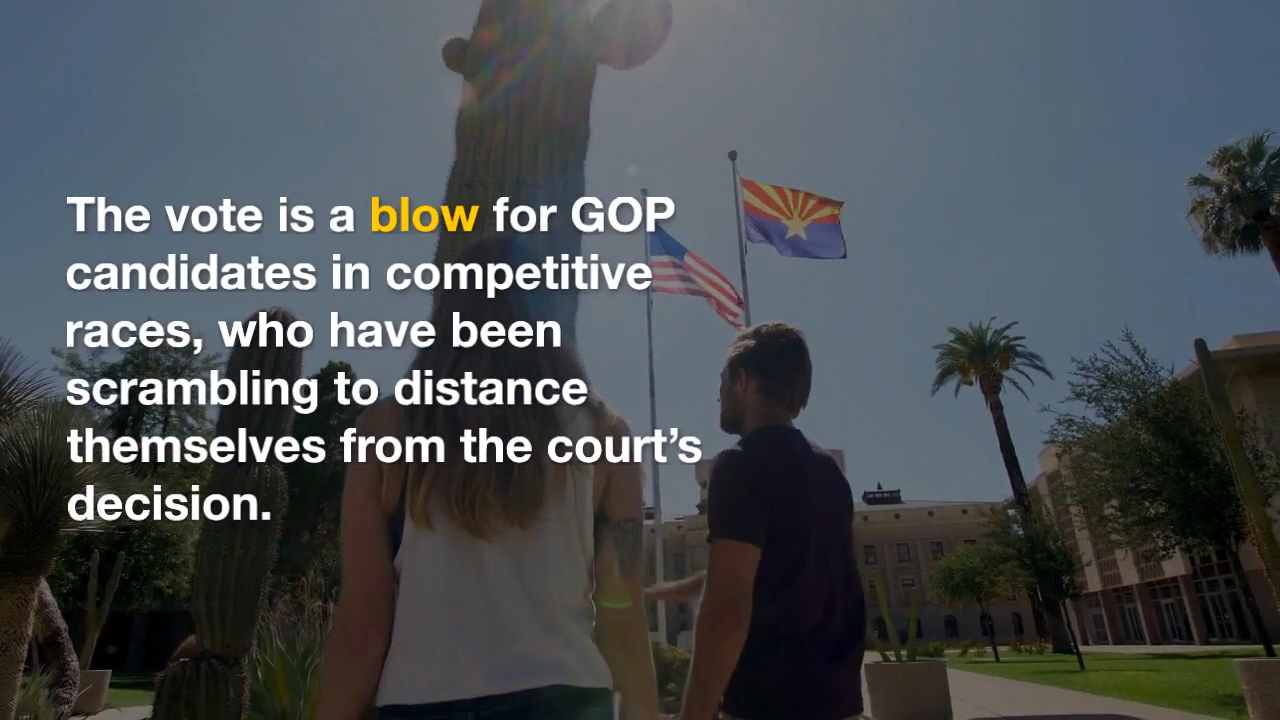 The vote is a blow for GOP
candidates in competitive
races, who have been
scrambling to distance
themselves from the court’s
decision.